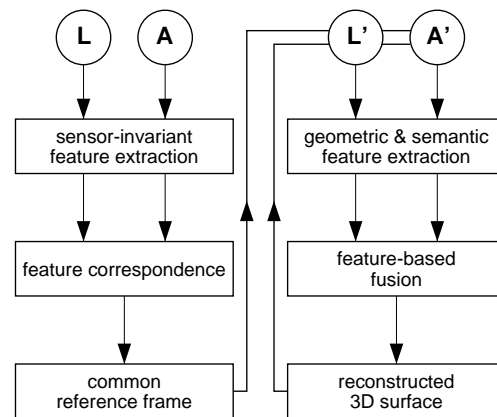 L A L’ A’
sensor-invariant
feature extraction
geometric & semantic
feature extraction
feature correspondence
feature-based
fusion
common
reference frame
reconstructed
3D surface